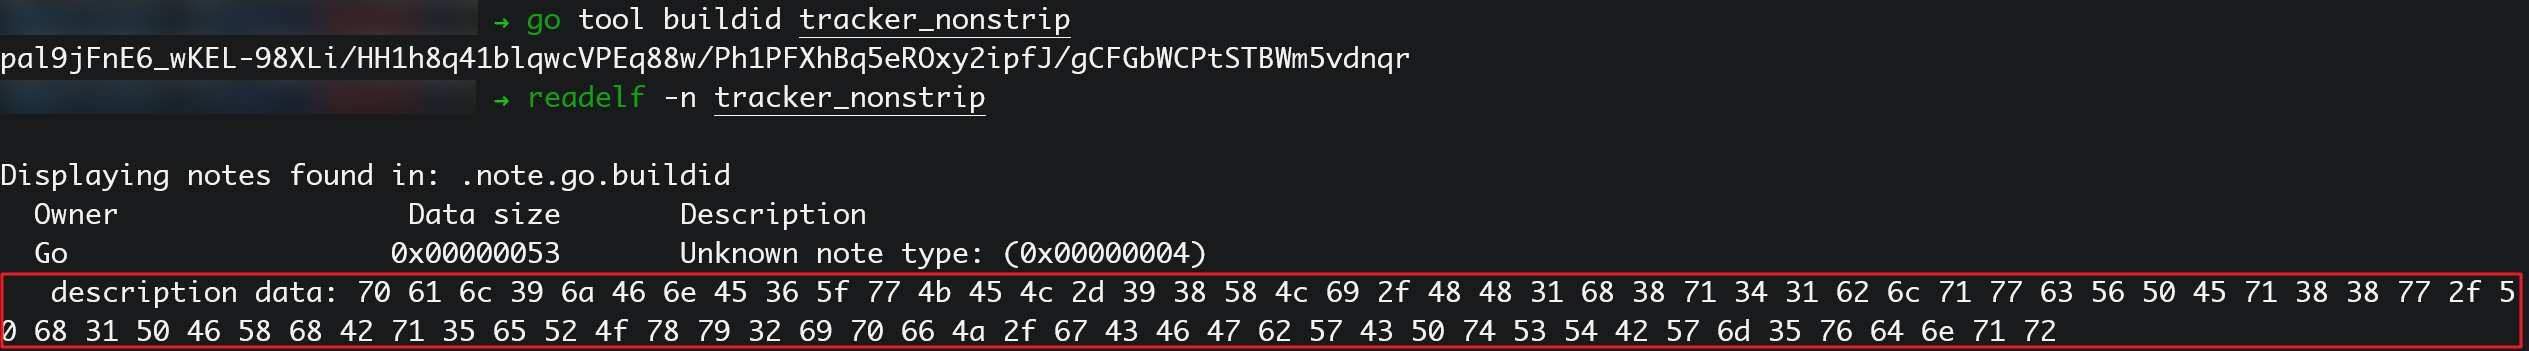 → go tool buildid tracker_nonstrip
pal9jFnE6_wKEL-98XLi/HH1h8q41blqwcVPEq88w/Ph1PFXhBq5eROxy2ipfJ/gCFGbWCPtSTBWm5vdnqr
→ readelf -n tracker_nonstrip
Displaying notes found in: .note.go.buildid
Owner Data size Description
Go 0x00000053 Unknown note type: (0x00000004)
description data: 70 61 6c 39 6a 46 6e 45 36 5f 77 4b 45 4c 2d 39 38 58 4c 69 2f 48 48 31 68 38 71 34 31 62 6c 71 77 63 56 50 45 71 38 38 77 2f 5
0 68 31 50 46 58 68 42 71 35 65 52 4f 78 79 32 69 70 66 4a 2f 67 43 46 47 62 57 43 50 74 53 54 42 57 6d 35 76 64 6e 71 72